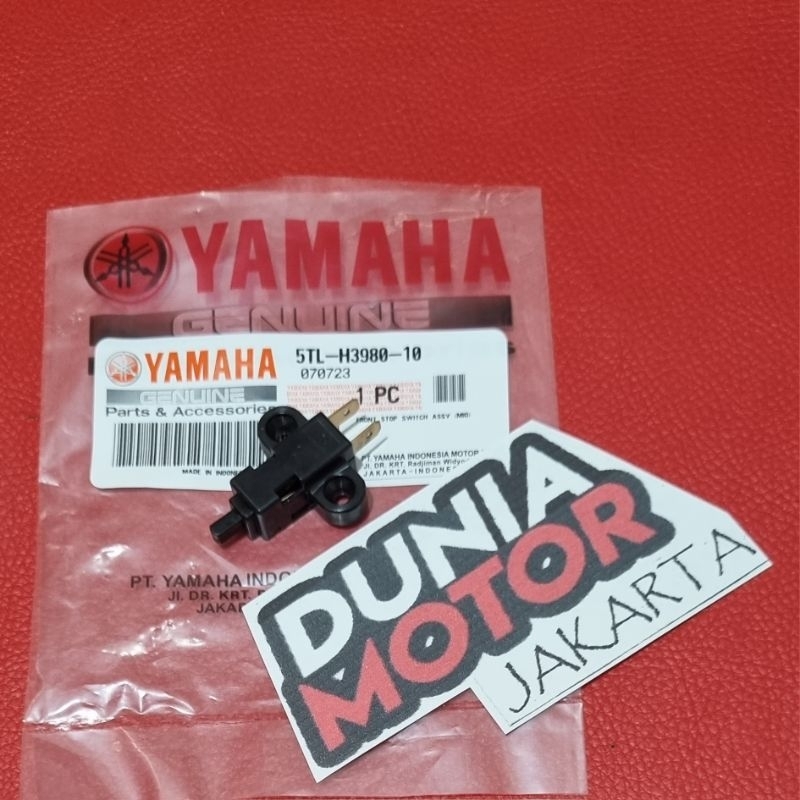 YAMAHA
GENUINE
YAMAHA
5TL-H3980-10
070723
GENUINE
1 PC
Parts & Accessories
FRONT STOP SWITCH ASSY (MIO)
PT. YAMAHA INDONESIA MOTOR
JL. DR. KRT. Radjiman Widyo
JAKARTA-INDONE
MADE IN INDONE
PT. YAMAHA INDO
JL. DR. KRT.
JAKA
DUNIA
MOTOR
JAKARTA